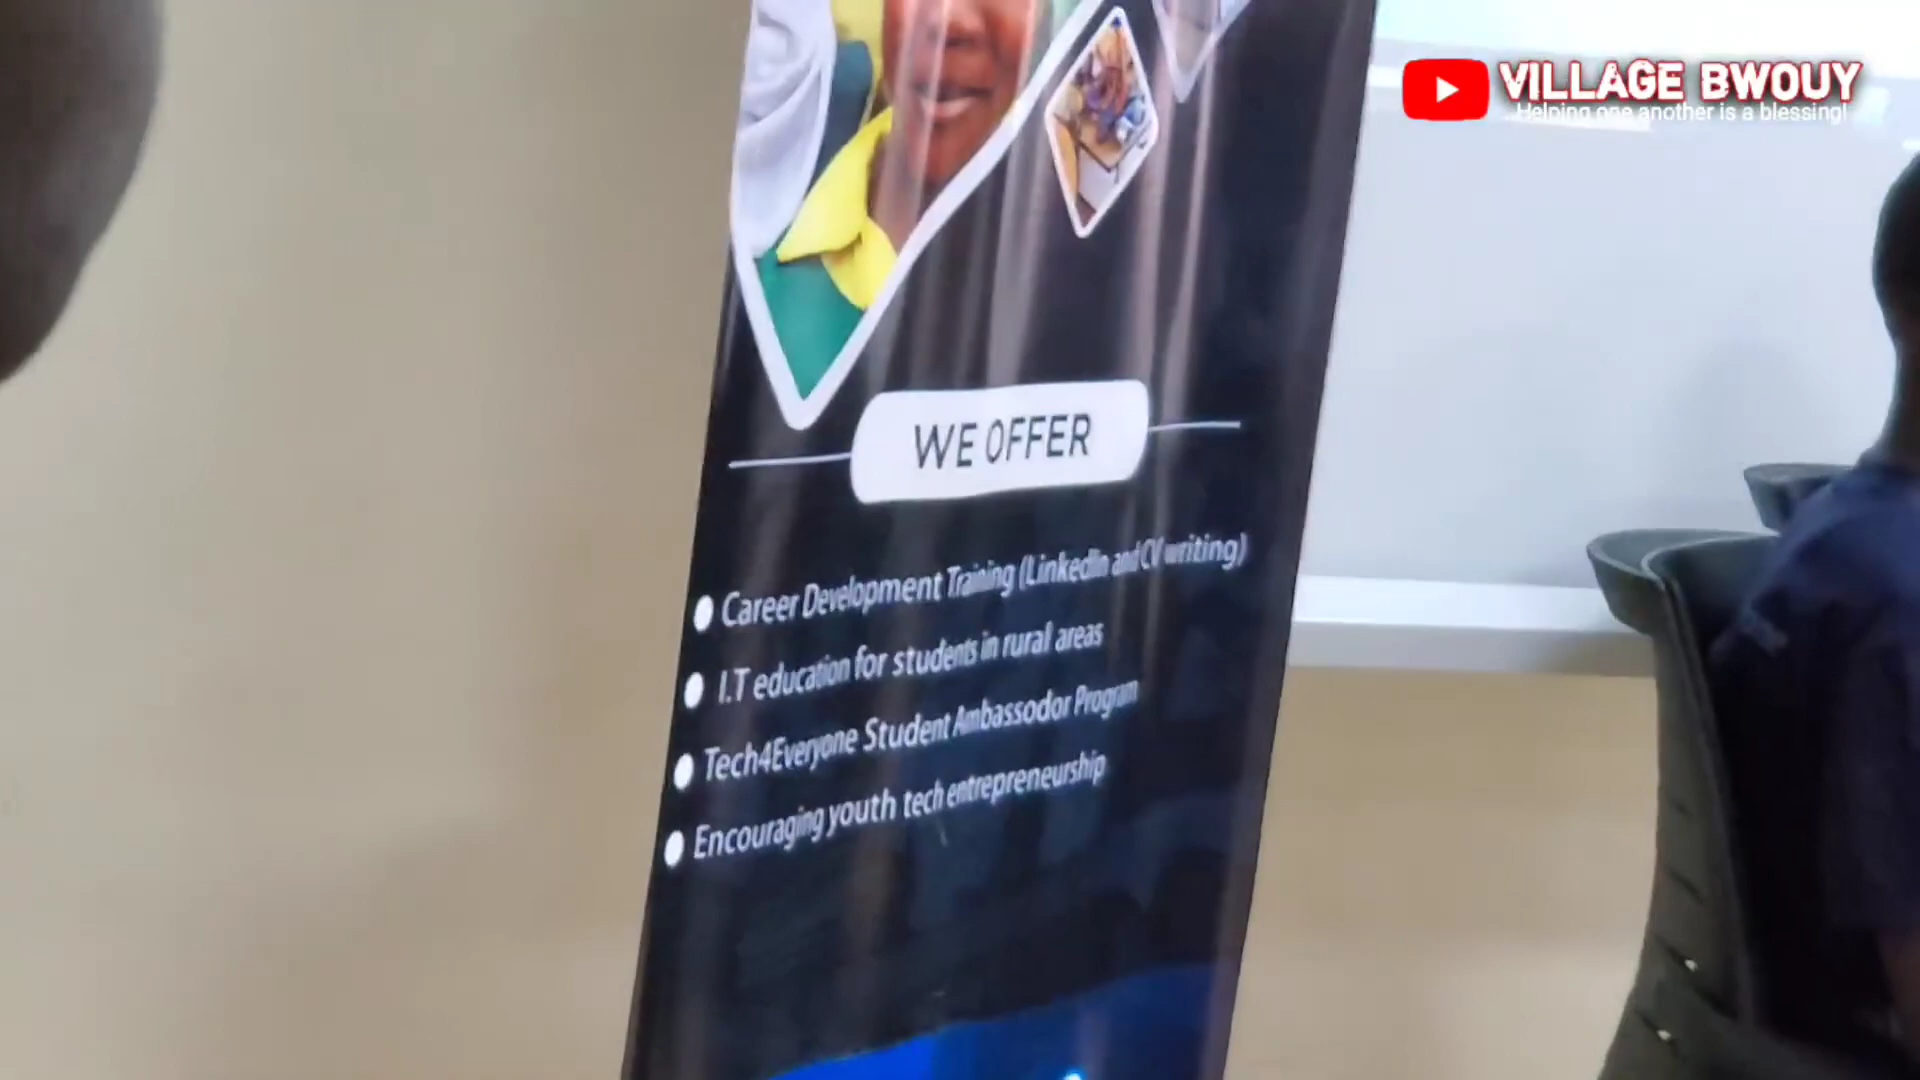 VILLAGE BWOUY
Helping one another is a blessing!
WE OFFER
Career Development Training (LinkedIn and CV writing)
I.T education for students in rural areas
Tech4Everyone Student Ambassodor Program
Encouraging youth tech entrepreneurship